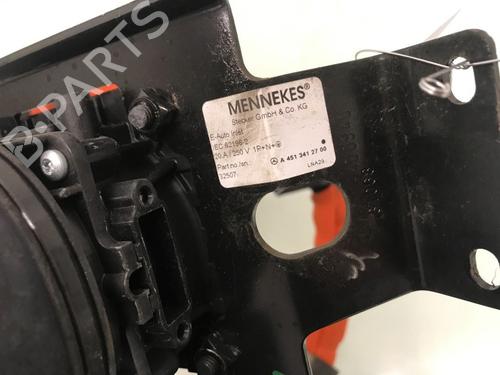 B-PARTS
MENNEKES®
Stecker GmbH & Co. KG
E-Auto Inlet
IEC 62196-2
20 A / 250 V 1P+N+
Part no./sn.: A 451 341 27 00
32507. LNA29